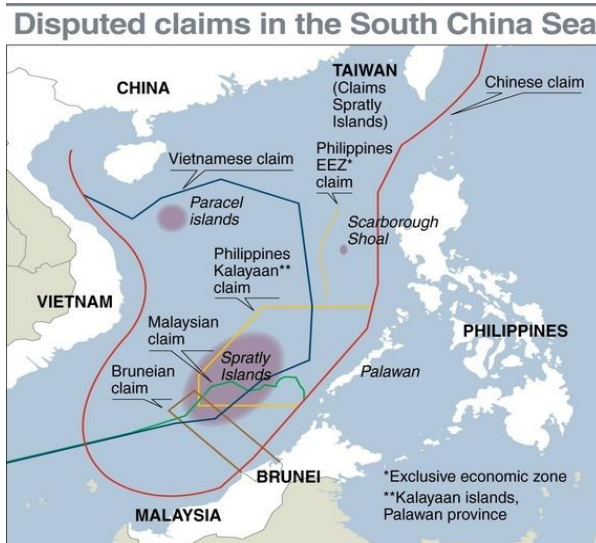 Disputed claims in the South China Sea
CHINA
TAIWAN
(Claims
Spratly
Islands)
Chinese claim
Vietnamese claim
Philippines
EEZ*
claim
Paracel
islands
Scarborough
Shoal
Philippines
Kalayaan**
claim
VIETNAM
Malaysian
claim
PHILIPPINES
Spratly
Islands
Bruneian
claim
Palawan
BRUNEI
*Exclusive economic zone
**Kalayaan islands,
Palawan province
MALAYSIA